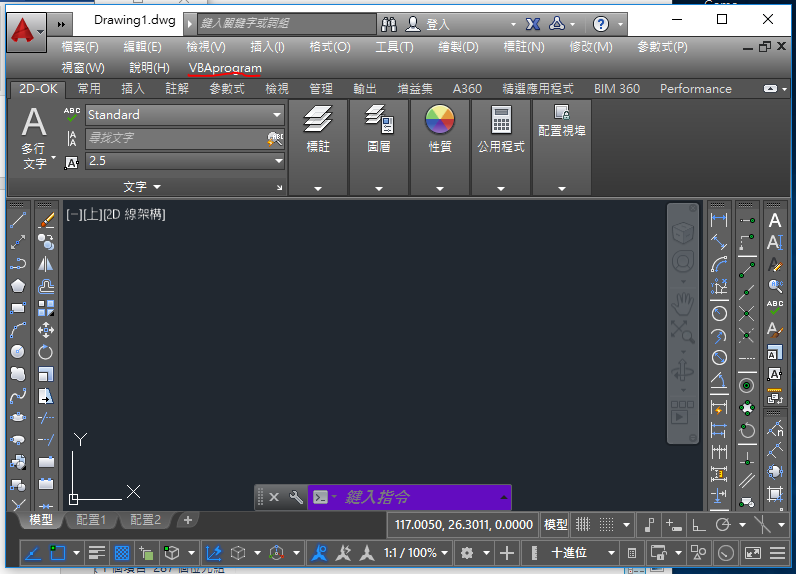 Drawing1.dwg 鍵入關鍵字或詞組 登入
檔案(F) 編輯(E) 檢視(V) 插入(I) 格式(O) 工具(T) 繪製(D) 標註(N) 修改(M) 參數式(P)
視窗(W) 說明(H) VBAprogram
2D-OK 常用 插入 註解 參數式 檢視 管理 輸出 增益集 A360 精選應用程式 BIM 360 Performance
A
多行
文字
ABC Standard
尋找文字
2.5
文字
標註
圖層
性質
公用程式
配置視埠
[−][上][2D 線架構]
Y
X
鍵入指令
模型 配置1 配置2 +
117.0050, 26.3011, 0.0000 模型
1:1 / 100% 十進位